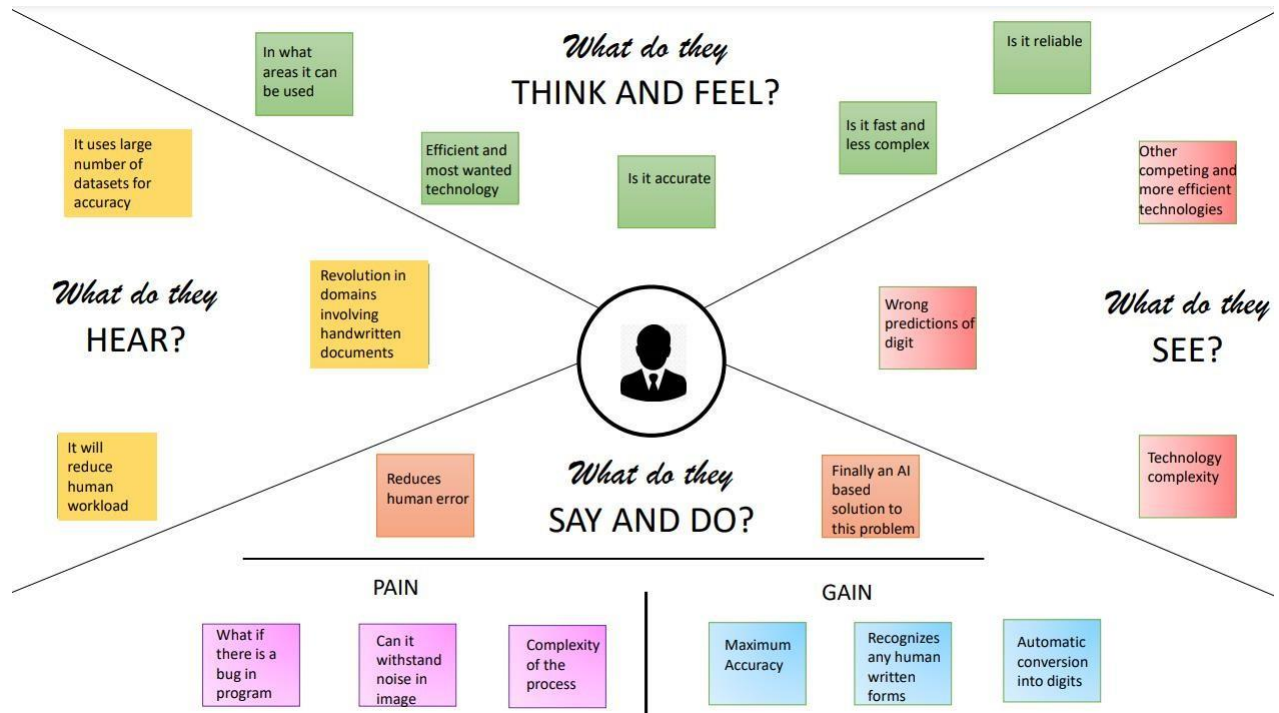 What do they
THINK AND FEEL?
In what
areas it can
be used
Efficient and
most wanted
technology
Is it accurate
Is it fast and
less complex
Is it reliable
What do they
HEAR?
It uses large
number of
datasets for
accuracy
Revolution in
domains
involving
handwritten
documents
It will
reduce
human
workload
What do they
SEE?
Other
competing and
more efficient
technologies
Wrong
predictions of
digit
Technology
complexity
What do they
SAY AND DO?
Reduces
human error
Finally an AI
based
solution to
this problem
PAIN
What if
there is a
bug in
program
Can it
withstand
noise in
image
Complexity
of the
process
GAIN
Maximum
Accuracy
Recognizes
any human
written
forms
Automatic
conversion
into digits